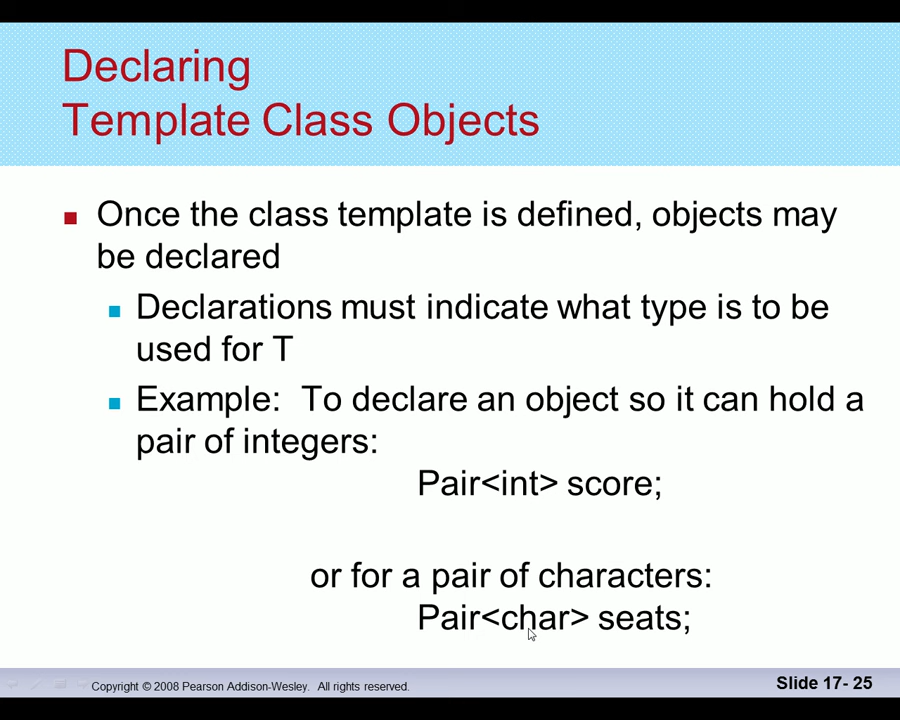 Declaring
Template Class Objects
Once the class template is defined, objects may
be declared
Declarations must indicate what type is to be
used for T
Example:  To declare an object so it can hold a
pair of integers:
Pair<int> score;
or for a pair of characters:
Pair<char> seats;
Copyright © 2008 Pearson Addison-Wesley.  All rights reserved.
Slide 17- 25